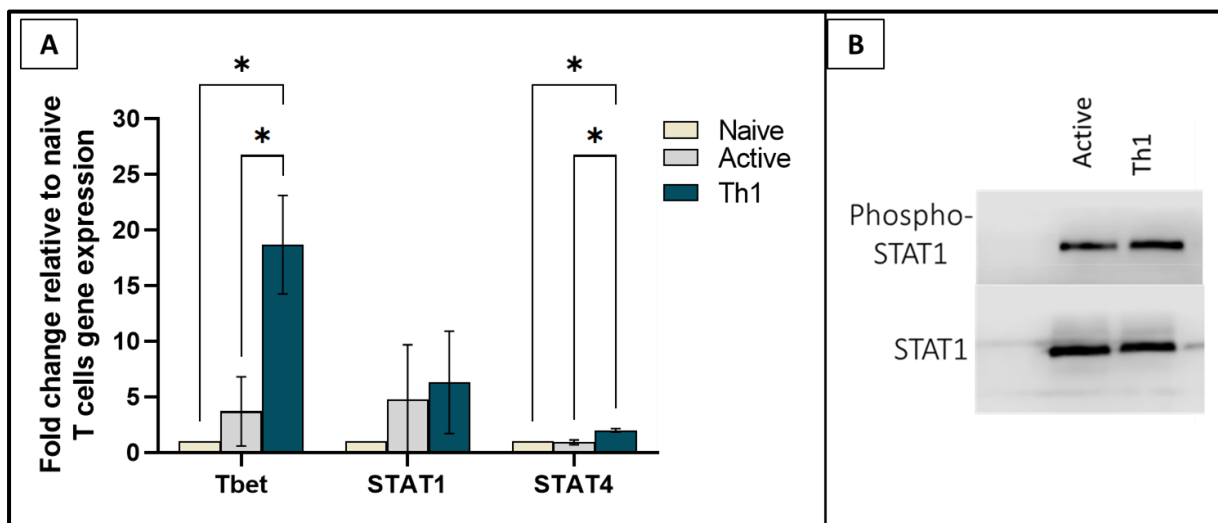 A
*
*
*
*
30
25
20
15
10
5
0
Fold change relative to naive
T cells gene expression
Tbet
STAT1
STAT4
Naive
Active
Th1
B
Active
Th1
Phospho-
STAT1
STAT1